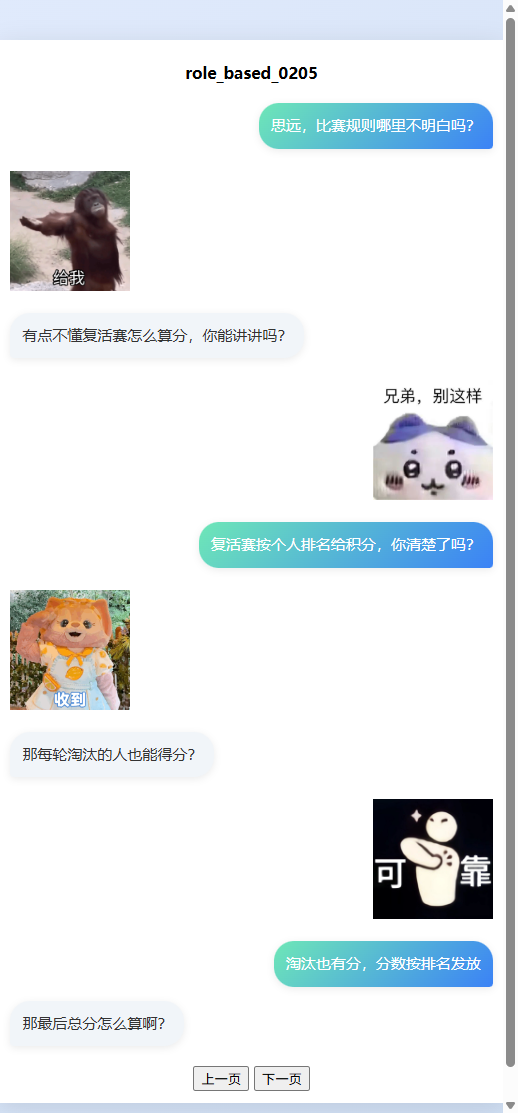 role_based_0205
思远，比赛规则哪里不明白吗？
给我
有点不懂复活赛怎么算分，你能讲讲吗？
兄弟，别这样
复活赛按个人排名给积分，你清楚了吗？
收到
那每轮淘汰的人也能得分？
可靠
淘汰也有分，分数按排名发放
那最后总分怎么算啊？
上一页 下一页